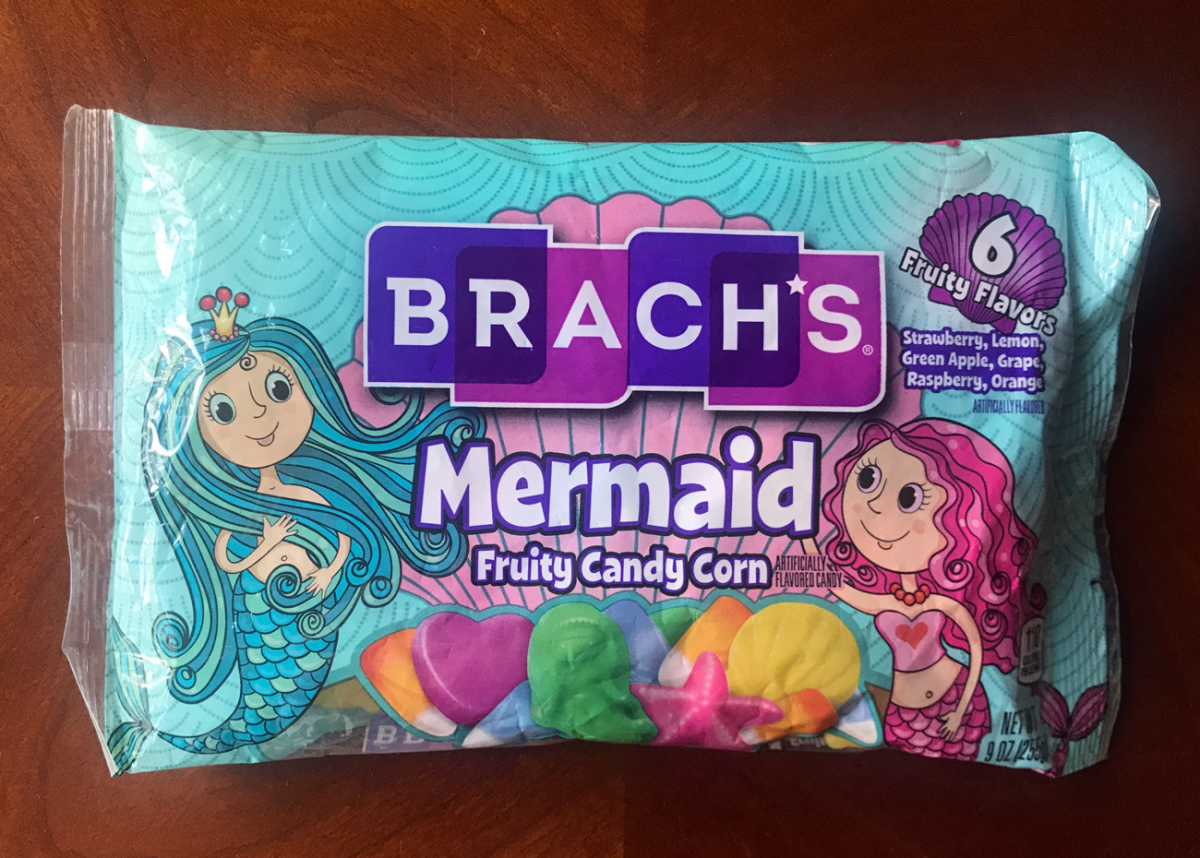 BRACH'S®
6
Fruity Flavors
Strawberry, Lemon,
Green Apple, Grape,
Raspberry, Orange
ARTIFICIALLY FLAVORED
Mermaid
Fruity Candy Corn
ARTIFICIALLY
FLAVORED CANDY
NET
9 OZ